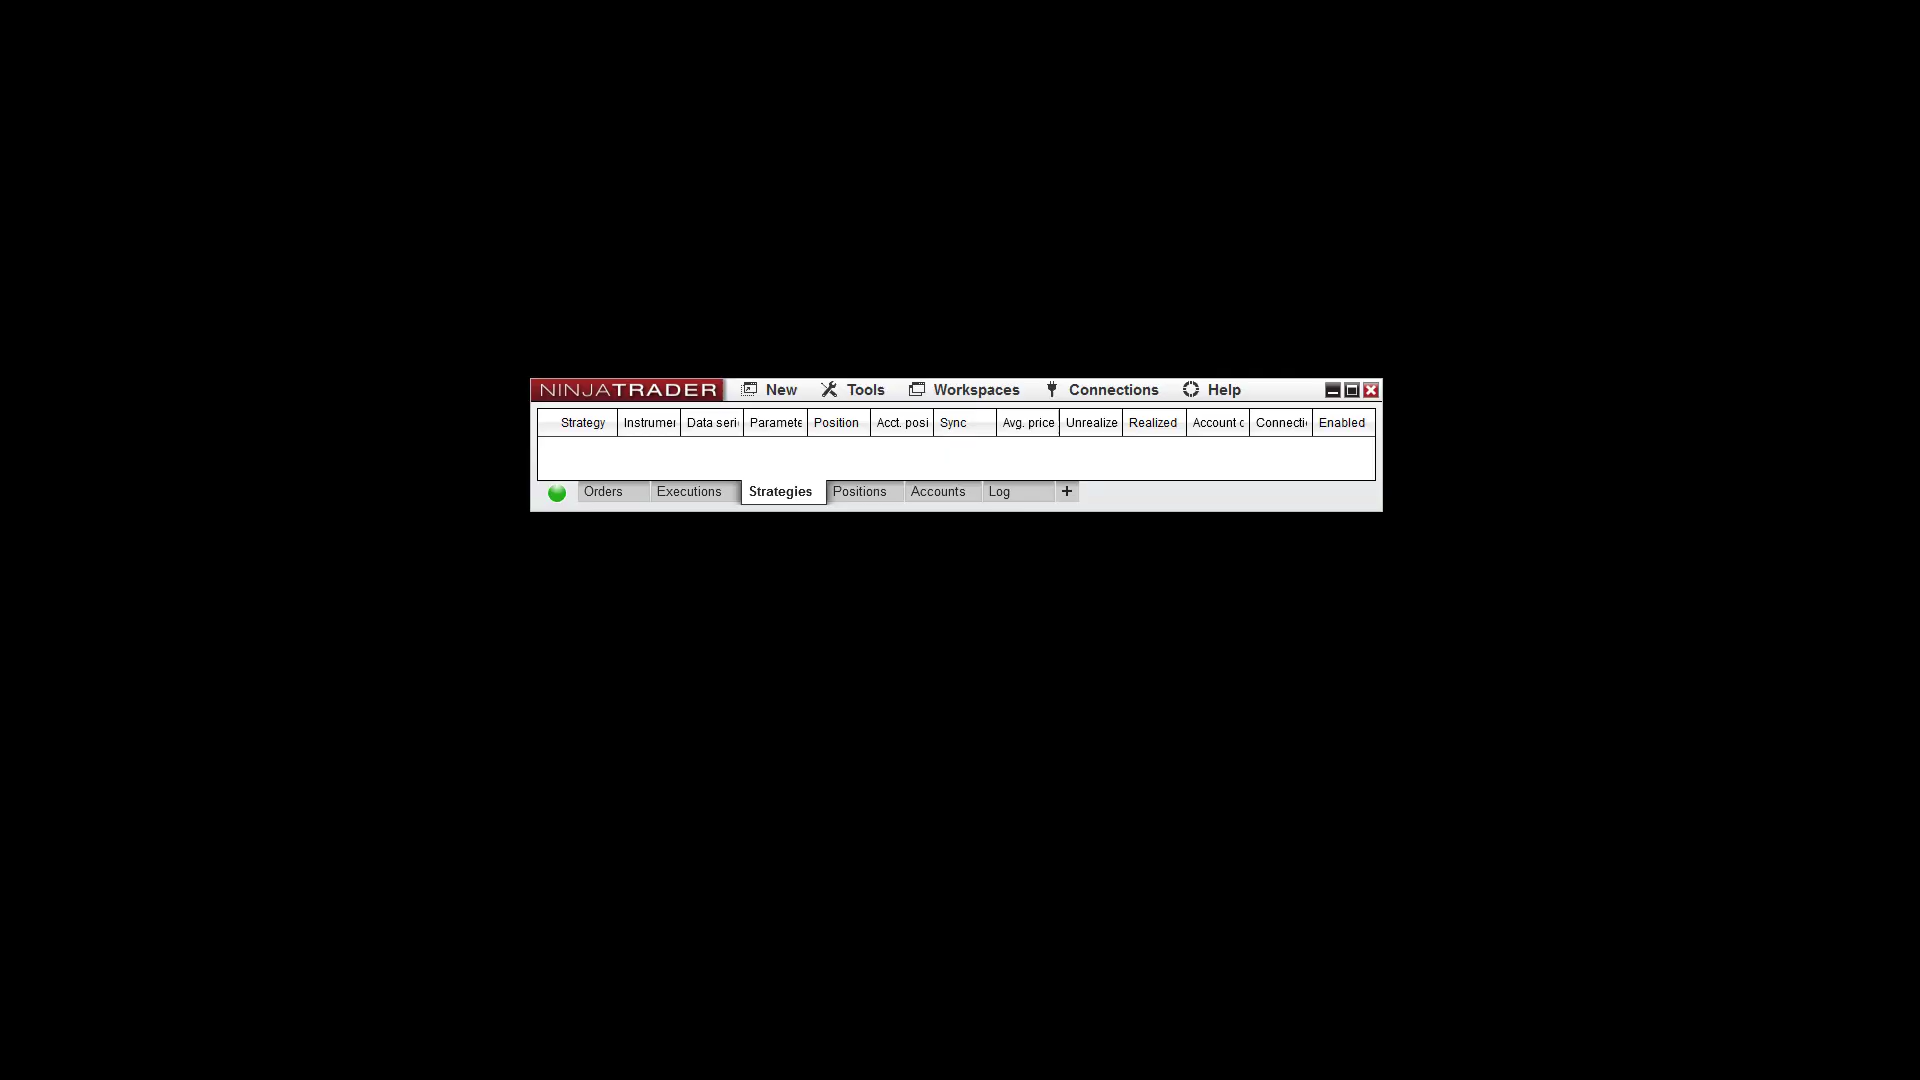 NINJATRADER New Tools Workspaces Connections Help
Strategy Instrumer Data seri Paramete Position Acct. posi Sync Avg. price Unrealize Realized Account c Connecti Enabled
Orders Executions Strategies Positions Accounts Log +